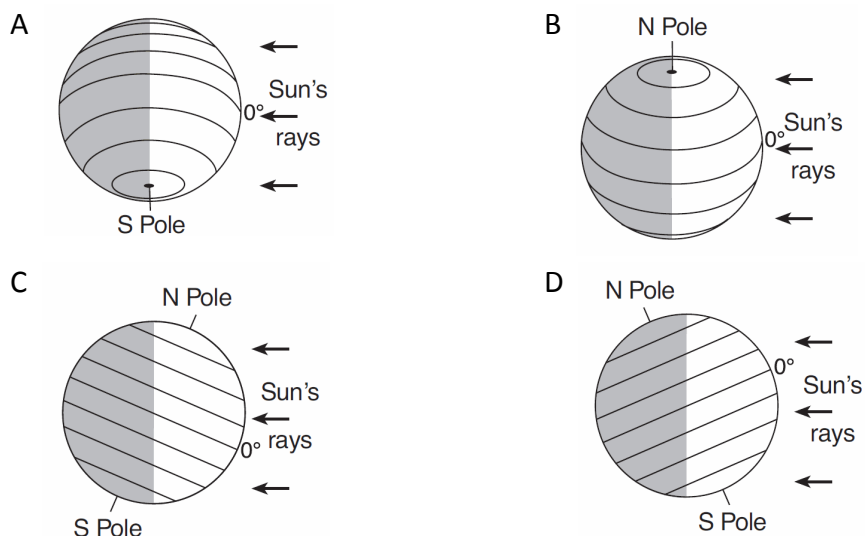 A
Sun's
0°
rays
S Pole
B
N Pole
0° Sun's
rays
C
N Pole
Sun's
0° rays
S Pole
D
N Pole
0°
Sun's
rays
S Pole